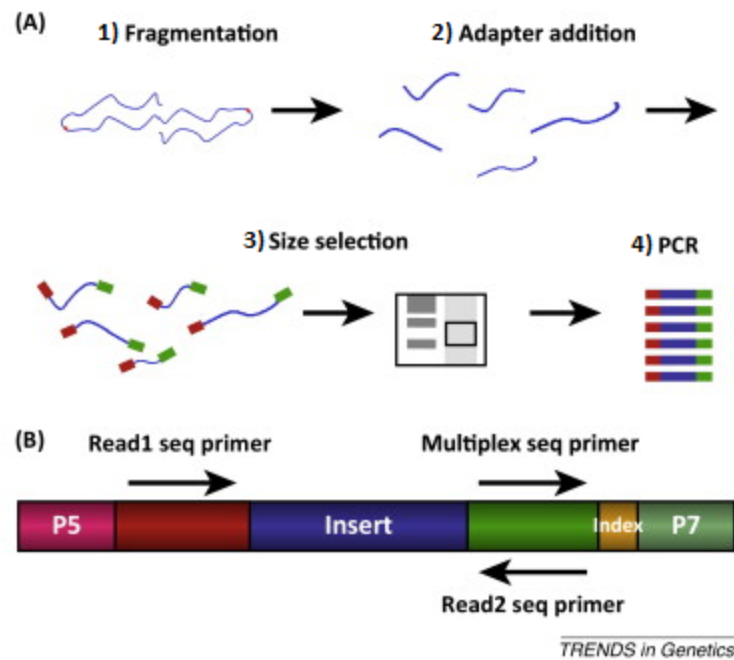 (A)
1) Fragmentation
2) Adapter addition
3) Size selection
4) PCR
(B)
Read1 seq primer
Multiplex seq primer
P5
Insert
Index
P7
Read2 seq primer
TRENDS in Genetics